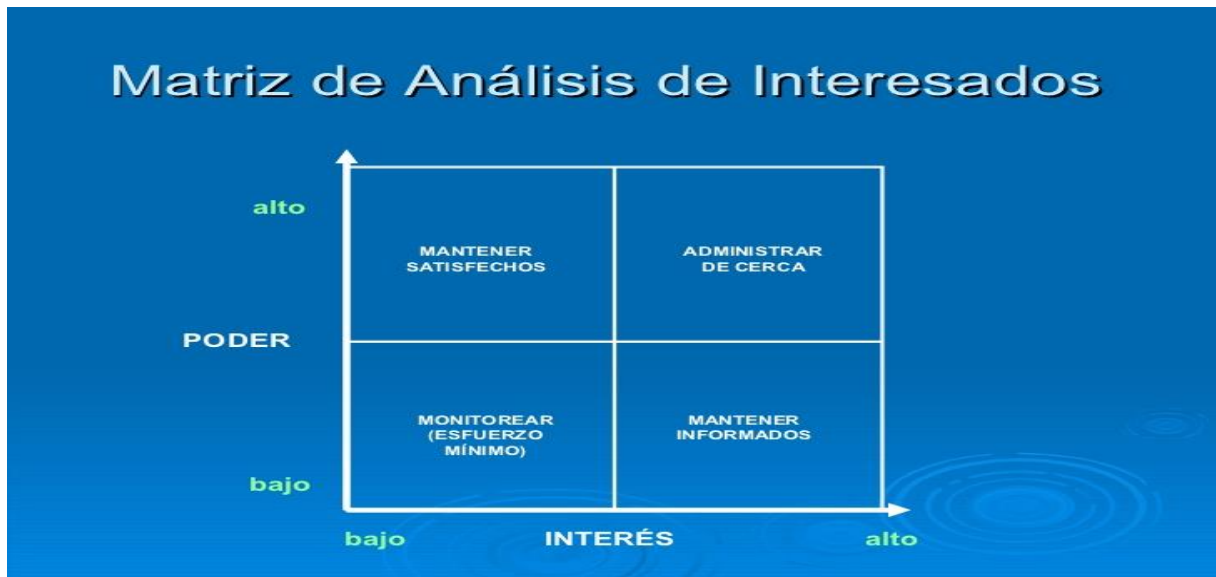 Matriz de Análisis de Interesados
alto
MANTENER
SATISFECHOS
ADMINISTRAR
DE CERCA
PODER
MONITOREAR
(ESFUERZO
MÍNIMO)
MANTENER
INFORMADOS
bajo
bajo
INTERÉS
alto